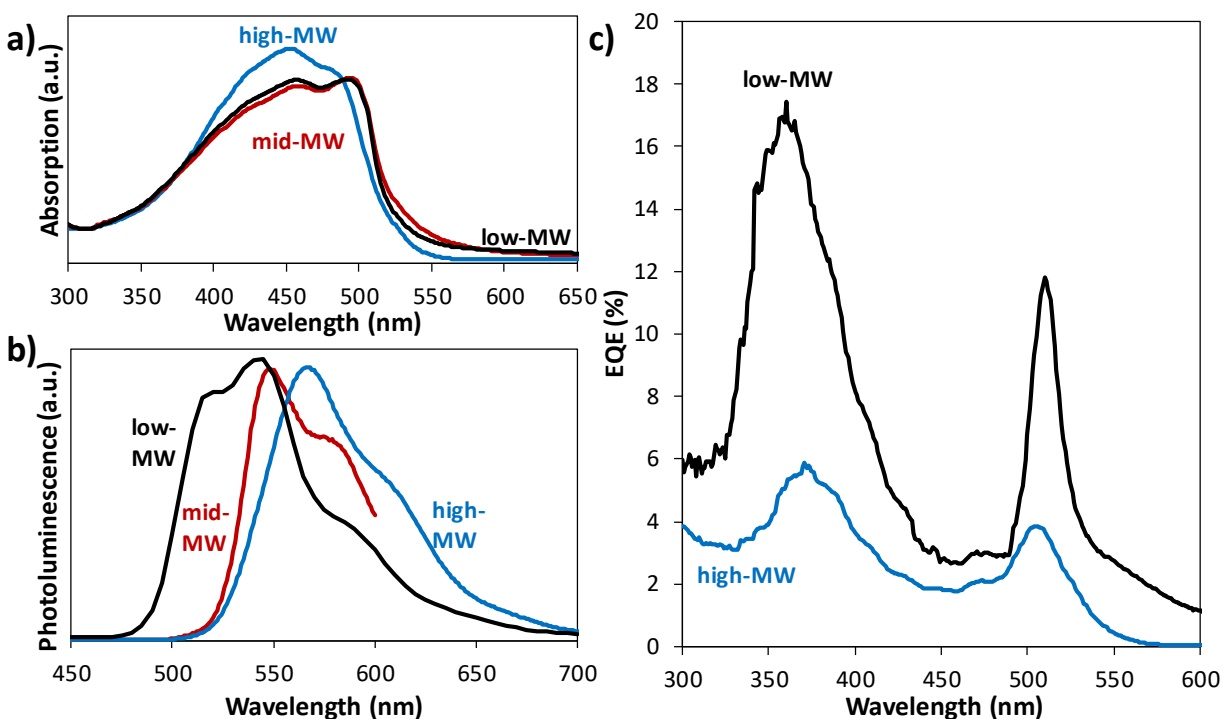 a)
Absorption (a.u.)
high-MW
mid-MW
low-MW
300 350 400 450 500 550 600 650
Wavelength (nm)
b)
Photoluminescence (a.u.)
low-
MW
mid-
MW
high-
MW
450 500 550 600 650 700
Wavelength (nm)
c)
EQE (%)
20
18
16
14
12
10
8
6
4
2
0
low-MW
high-MW
300 350 400 450 500 550 600
Wavelength (nm)